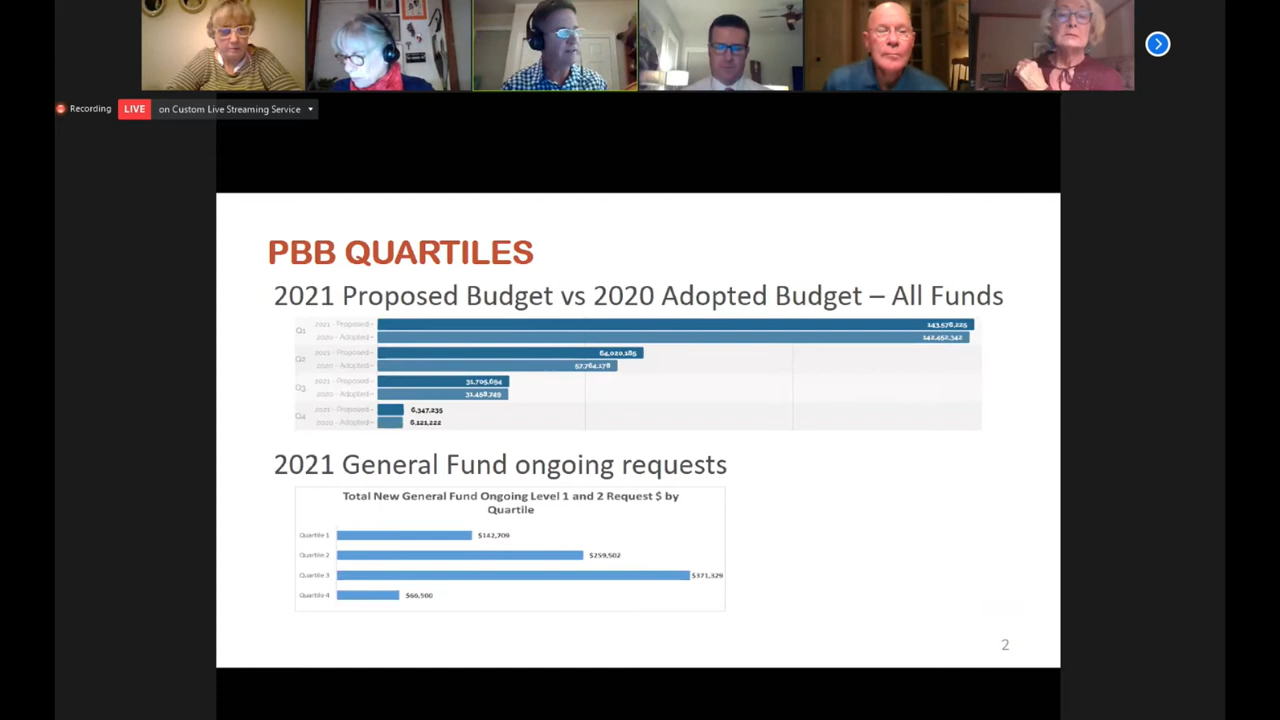 Recording LIVE on Custom Live Streaming Service
PBB QUARTILES
2021 Proposed Budget vs 2020 Adopted Budget – All Funds
Q1
2021 - Proposed 143,576,225
2020 - Adopted 142,452,342
Q2
2021 - Proposed 64,020,185
2020 - Adopted 57,764,178
Q3
2021 - Proposed 31,705,694
2020 - Adopted 31,458,749
Q4
2021 - Proposed 6,347,235
2020 - Adopted 6,121,222
2021 General Fund ongoing requests
Total New General Fund Ongoing Level 1 and 2 Request $ by
Quartile
Quartile 1 $142,709
Quartile 2 $259,502
Quartile 3 $371,329
Quartile 4 $66,500
2